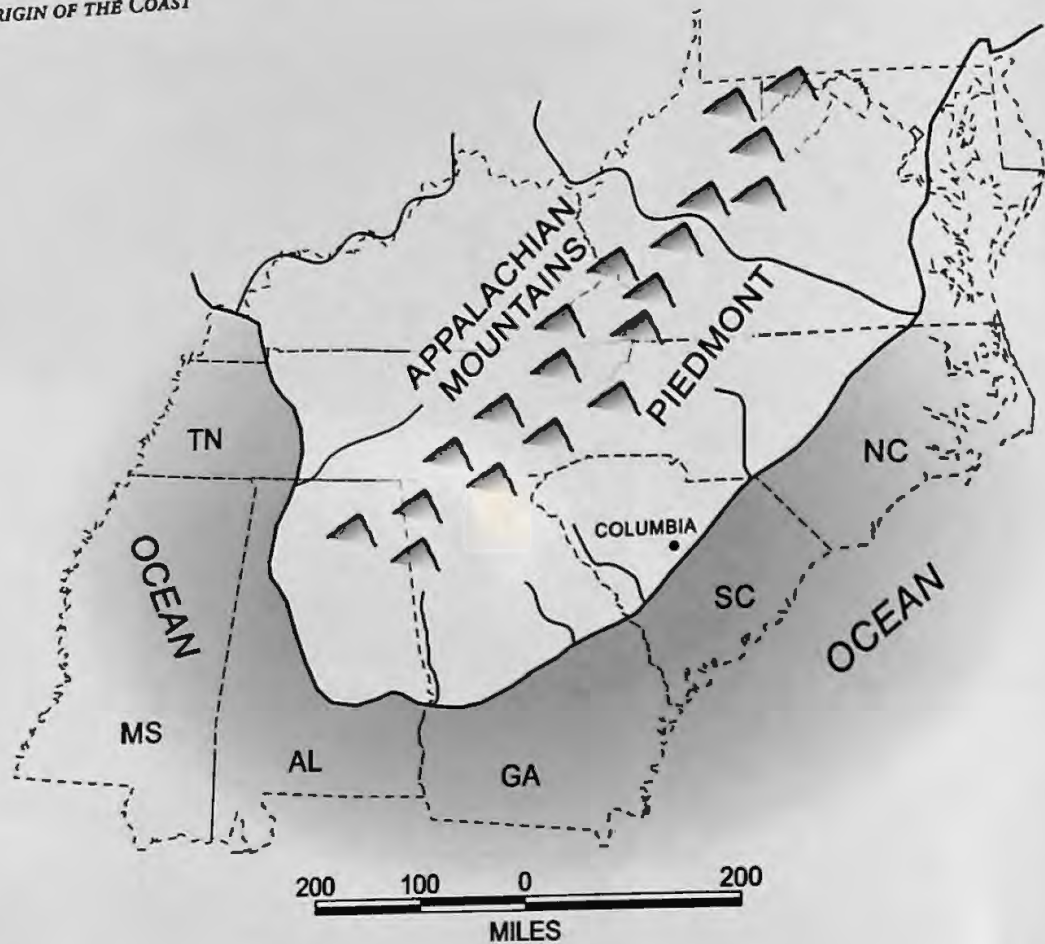 RIGIN OF THE COAST
APPALACHIAN
MOUNTAINS
PIEDMONT
TN
NC
COLUMBIA
OCEAN
SC
OCEAN
MS
AL
GA
200 100 0 200
MILES